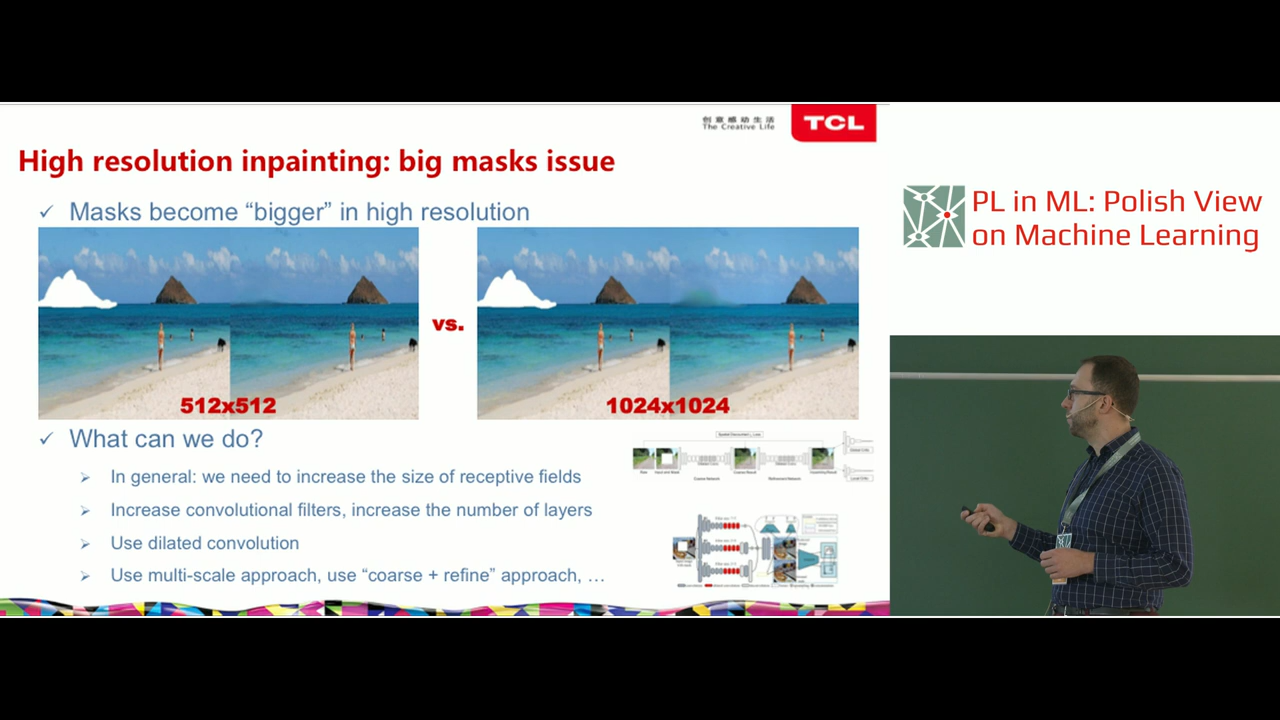 创意感动生活
The Creative Life
TCL
High resolution inpainting: big masks issue
✓ Masks become “bigger” in high resolution
512x512
vs.
1024x1024
✓ What can we do?
In general: we need to increase the size of receptive fields
Increase convolutional filters, increase the number of layers
Use dilated convolution
Use multi-scale approach, use “coarse + refine” approach, …
PL in ML: Polish View
on Machine Learning